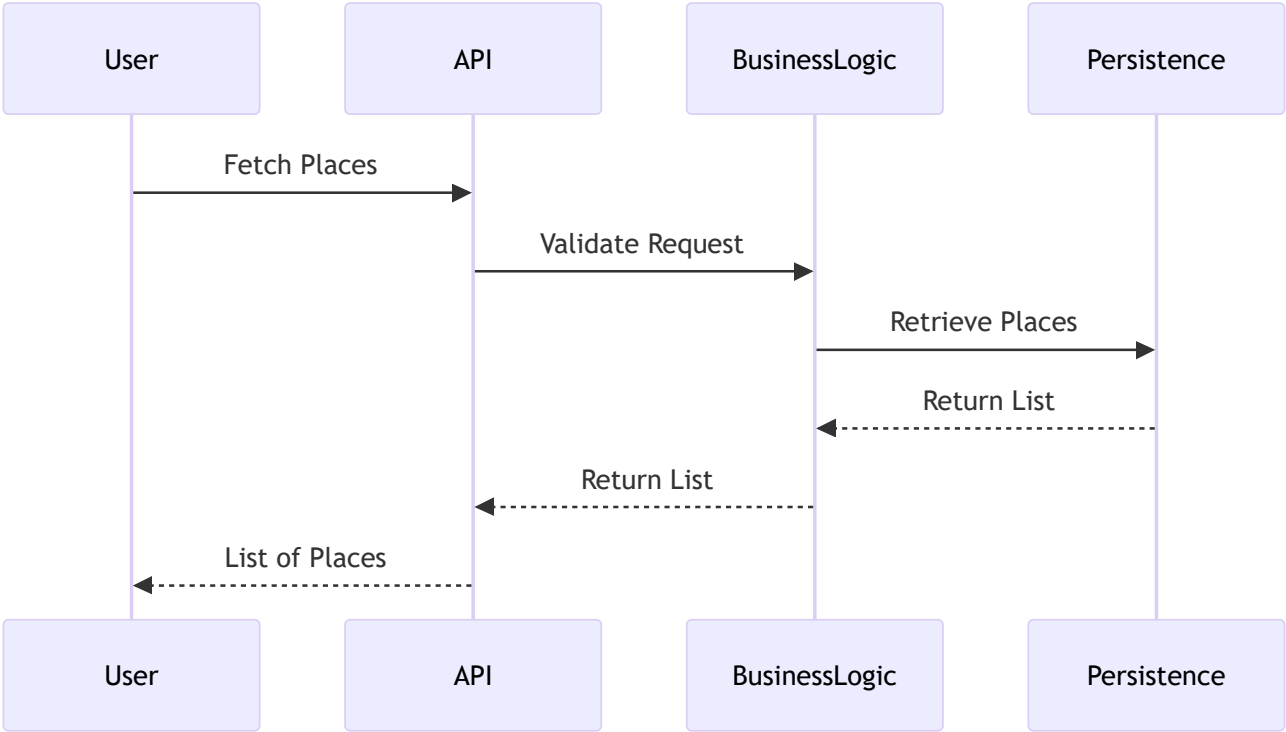 User
API
BusinessLogic
Persistence
Fetch Places
Validate Request
Retrieve Places
Return List
Return List
List of Places
User
API
BusinessLogic
Persistence